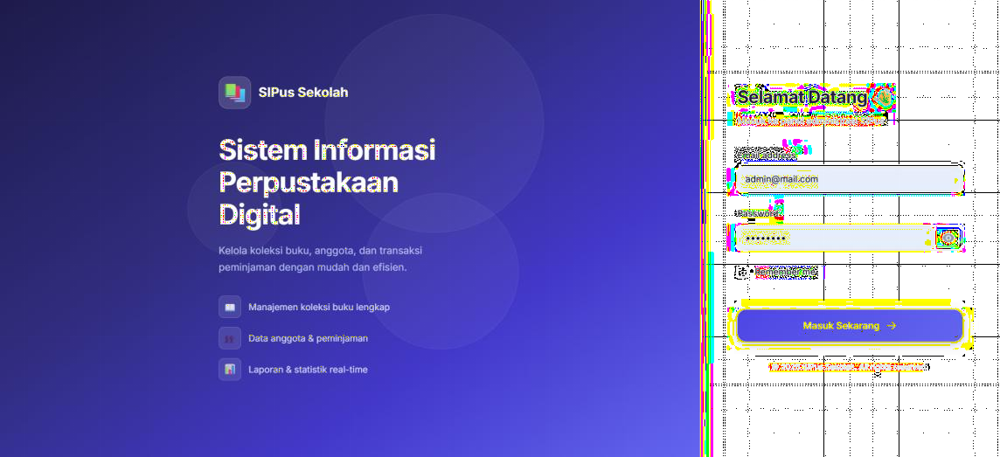 SIPus Sekolah
Sistem Informasi
Perpustakaan
Digital
Kelola koleksi buku, anggota, dan transaksi
peminjaman dengan mudah dan efisien.
Manajemen koleksi buku lengkap
Data anggota & peminjaman
Laporan & statistik real-time
Selamat Datang
Email address
admin@mail.com
Password
Remember me
Masuk Sekarang →